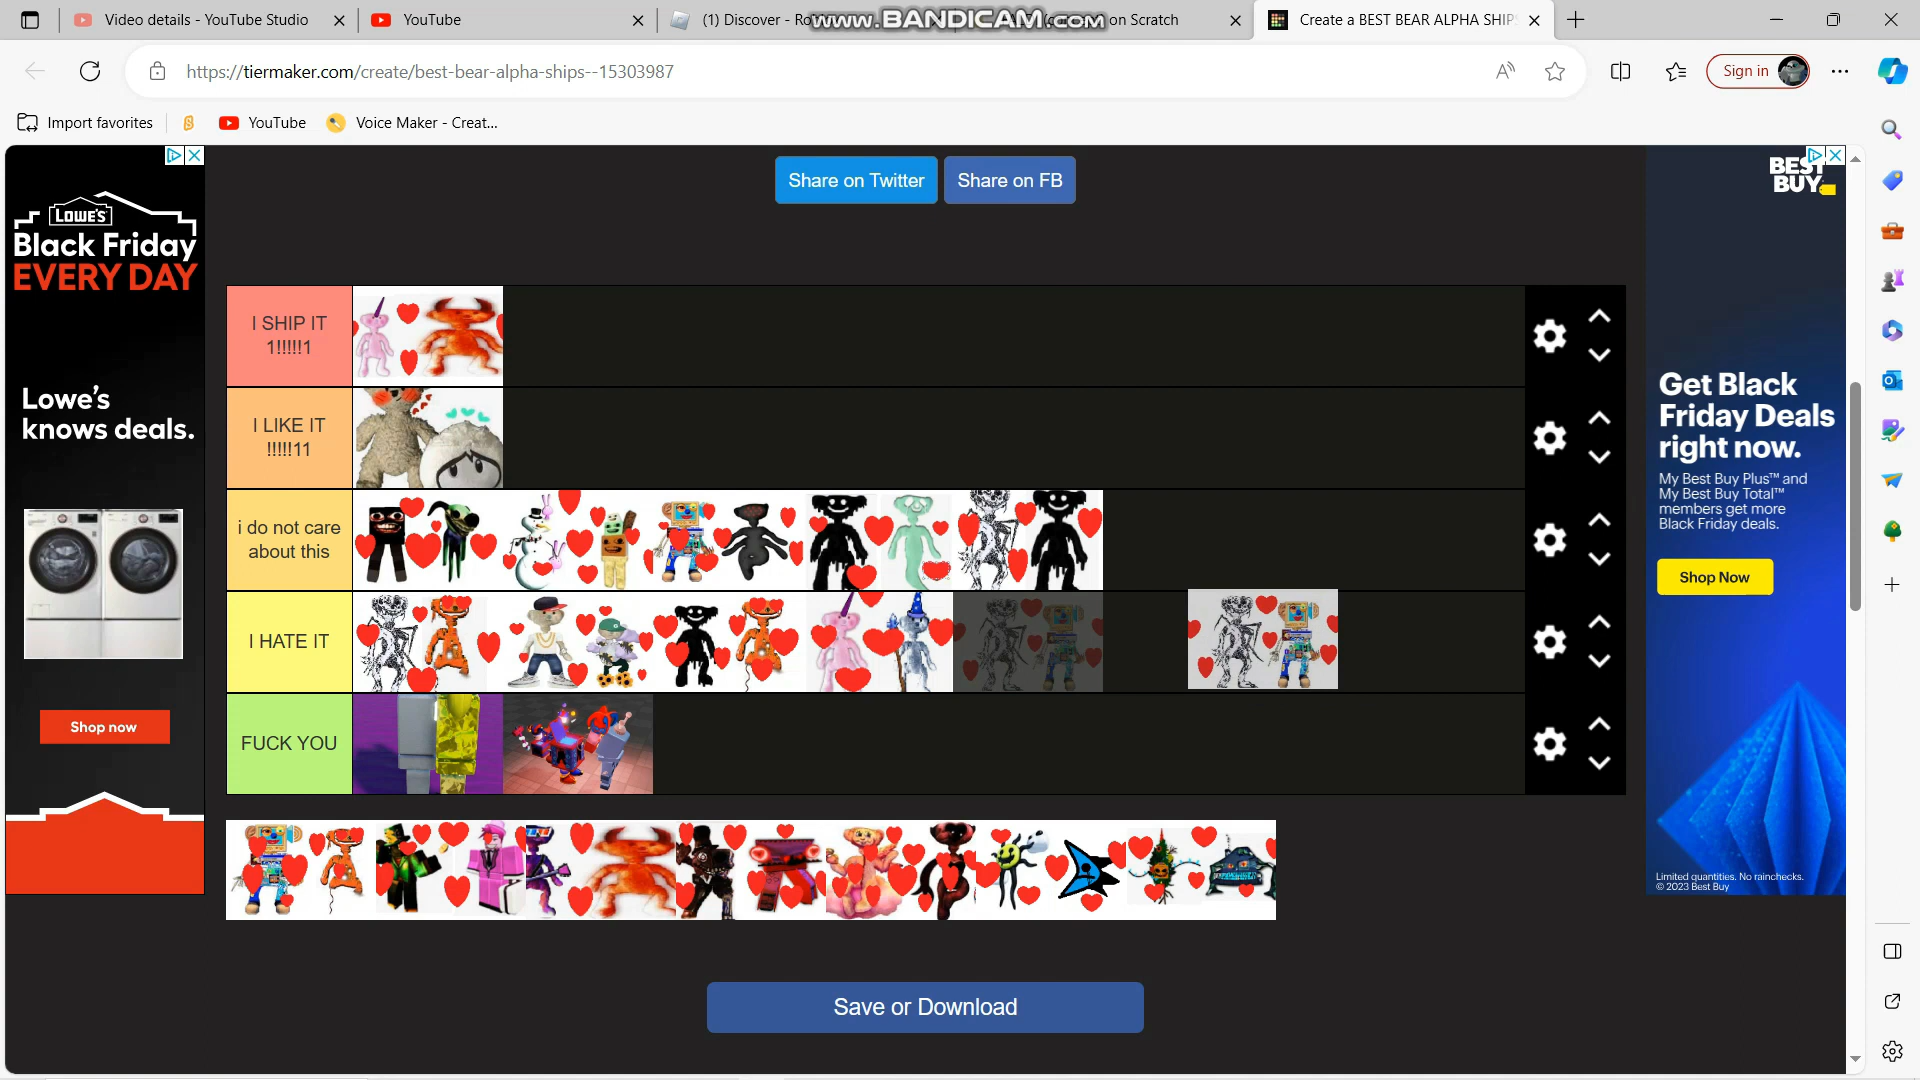 Video details - YouTube Studio
YouTube
(1) Discover - Ro
www.BANDICAM.com
on Scratch
Create a BEST BEAR ALPHA SHIPS
https://tiermaker.com/create/best-bear-alpha-ships--15303987
Sign in
Import favorites
YouTube
Voice Maker - Creat...
Share on Twitter
Share on FB
LOWE'S
Black Friday
EVERY DAY
Lowe's
knows deals.
Shop now
I SHIP IT
1!!!!!1
I LIKE IT
!!!!!11
i do not care
about this
I HATE IT
FUCK YOU
Save or Download
BEST
BUY
Get Black
Friday Deals
right now.
My Best Buy Plus™ and
My Best Buy Total™
members get more
Black Friday deals.
Shop Now
Limited quantities. No rainchecks.
© 2023 Best Buy